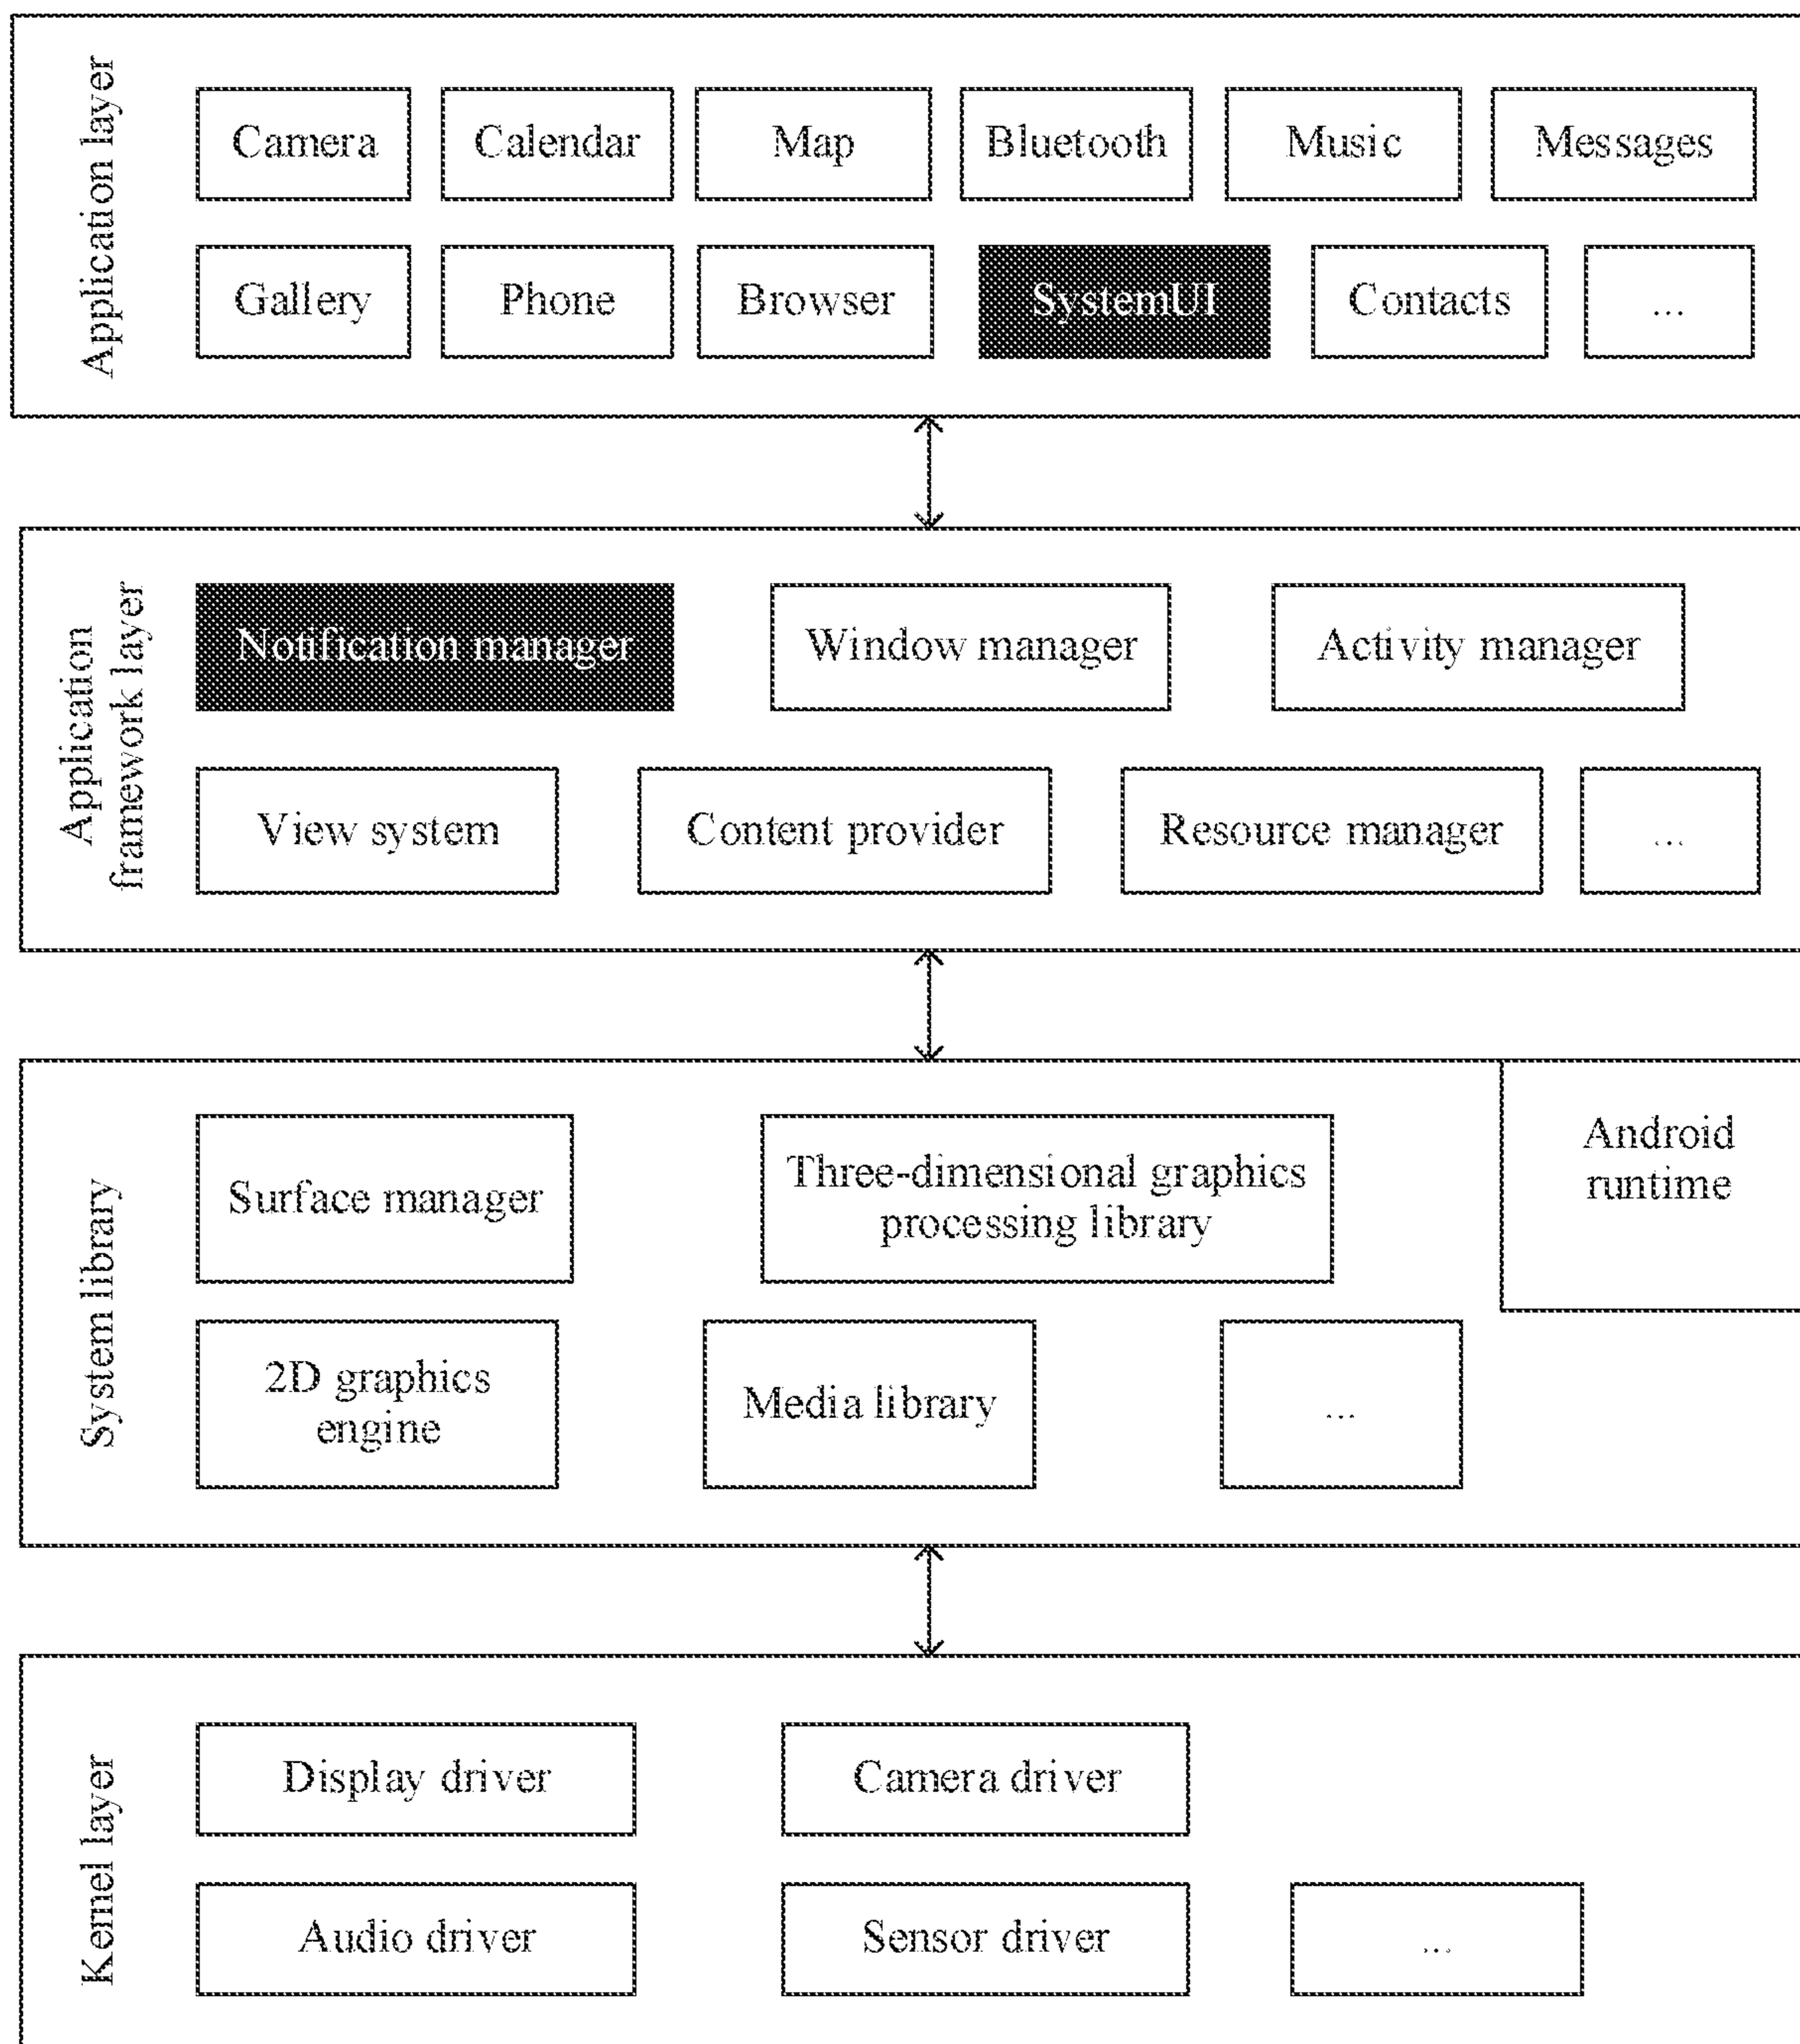 Application layer
Camera
Calendar
Map
Bluetooth
Music
Messages
Gallery
Phone
Browser
SystemUI
Contacts
...
Application
framework layer
Notification manager
Window manager
Activity manager
View system
Content provider
Resource manager
...
System library
Surface manager
Three-dimensional graphics
processing library
Android
runtime
2D graphics
engine
Media library
...
Kernel layer
Display driver
Camera driver
Audio driver
Sensor driver
...